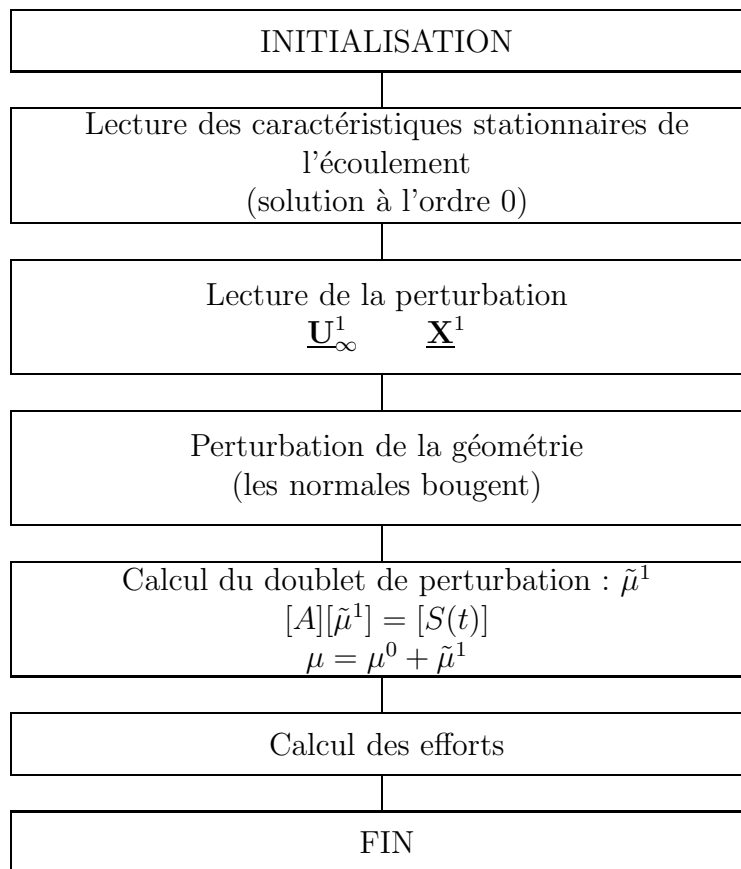 INITIALISATION
Lecture des caractéristiques stationnaires de
l'écoulement
(solution à l'ordre 0)
Lecture de la perturbation
U¹∞ X¹
Perturbation de la géométrie
(les normales bougent)
Calcul du doublet de perturbation : μ̃¹
[A][μ̃¹] = [S(t)]
μ = μ⁰ + μ̃¹
Calcul des efforts
FIN